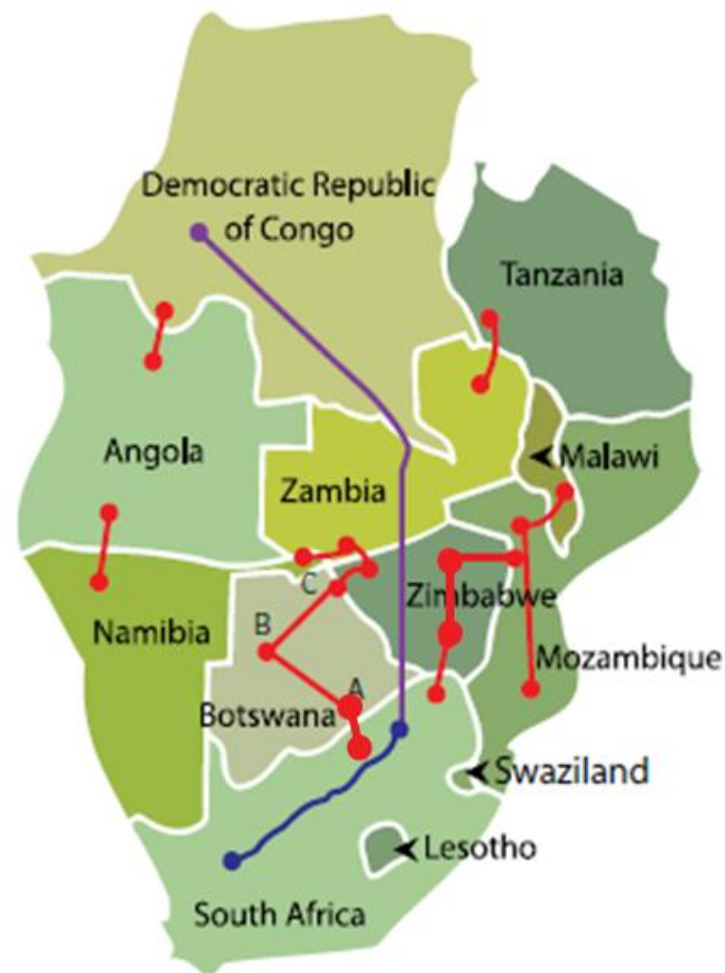 Democratic Republic
of Congo
Tanzania
Angola
Malawi
Zambia
C
Zimbabwe
B
Namibia
Mozambique
A
Botswana
Swaziland
Lesotho
South Africa